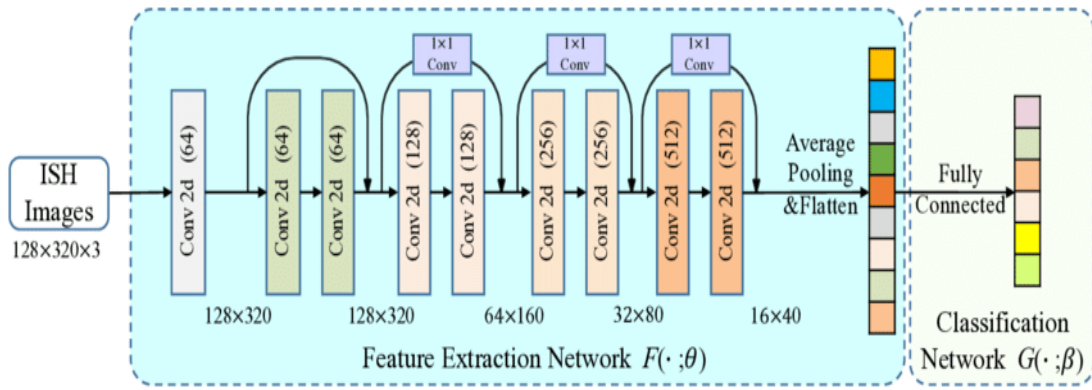 ISH
Images
128×320×3
Conv 2d (64)
128×320
Conv 2d (64)
Conv 2d (64)
128×320
1×1
Conv
Conv 2d (128)
Conv 2d (128)
64×160
1×1
Conv
Conv 2d (256)
Conv 2d (256)
32×80
1×1
Conv
Conv 2d (512)
Conv 2d (512)
16×40
Average
Pooling
&Flatten
Feature Extraction Network F(· ;θ)
Fully
Connected
Classification
Network G(· ;β)